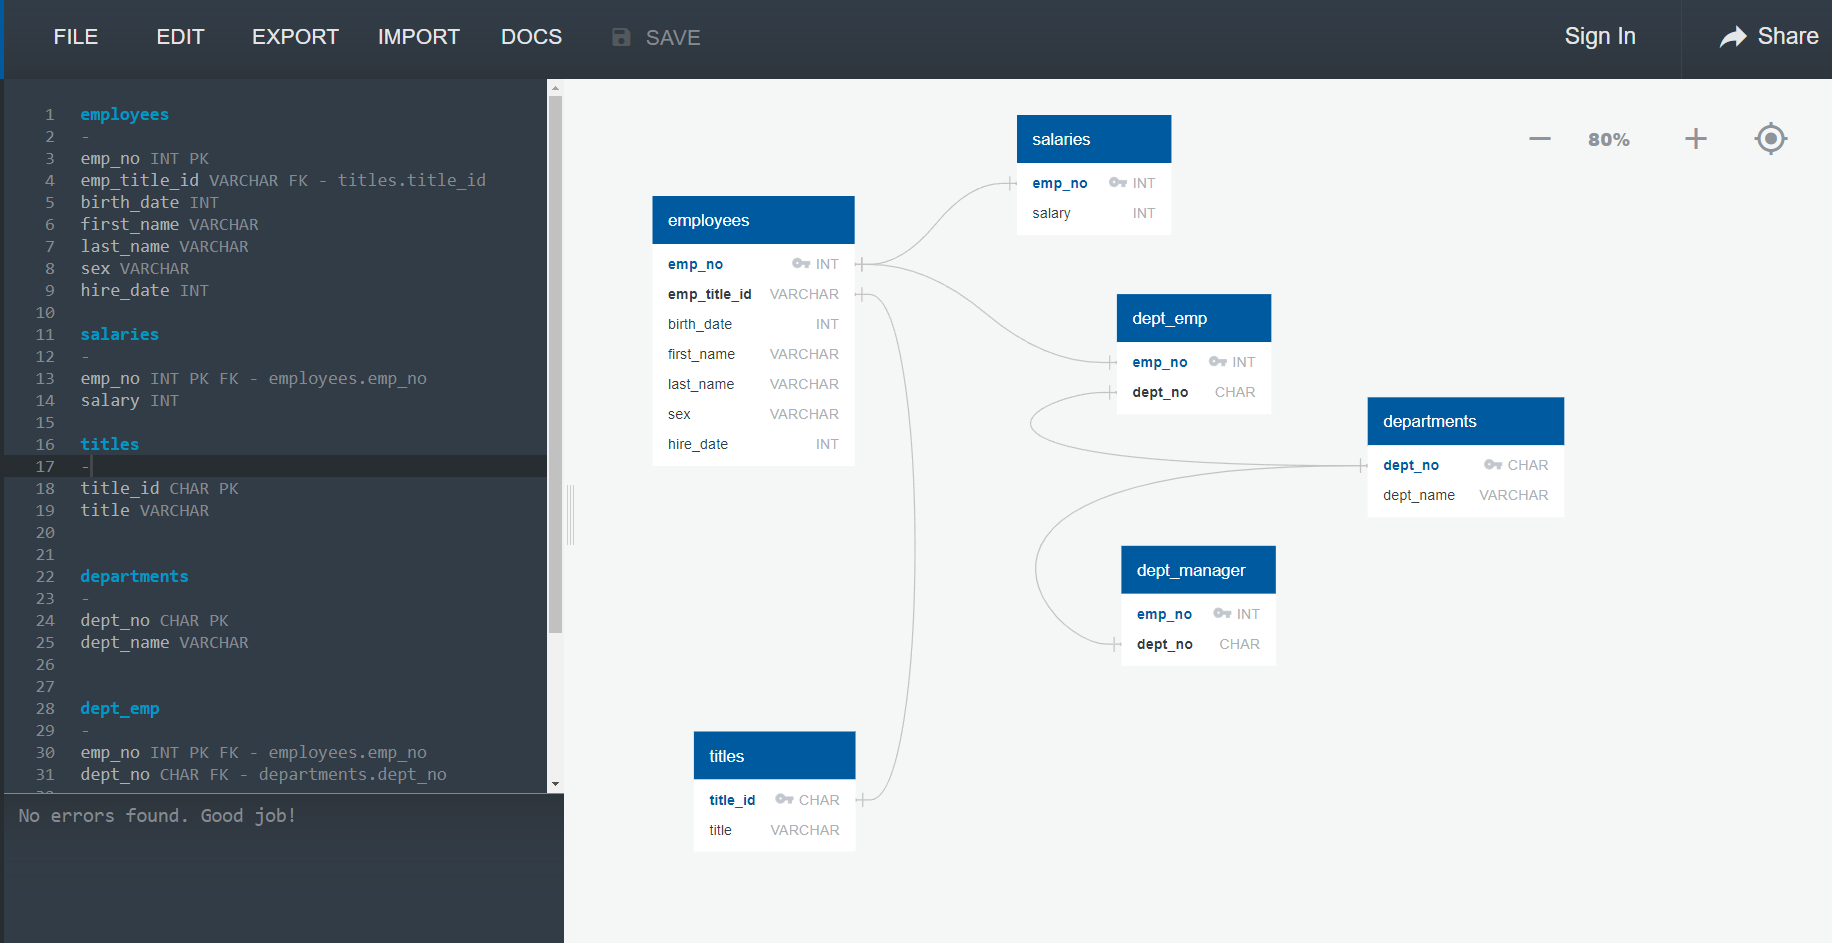 FILE EDIT EXPORT IMPORT DOCS SAVE Sign In Share
1 employees
2 -
3 emp_no INT PK
4 emp_title_id VARCHAR FK - titles.title_id
5 birth_date INT
6 first_name VARCHAR
7 last_name VARCHAR
8 sex VARCHAR
9 hire_date INT
10
11 salaries
12 -
13 emp_no INT PK FK - employees.emp_no
14 salary INT
15
16 titles
17 -
18 title_id CHAR PK
19 title VARCHAR
20
21
22 departments
23 -
24 dept_no CHAR PK
25 dept_name VARCHAR
26
27
28 dept_emp
29 -
30 emp_no INT PK FK - employees.emp_no
31 dept_no CHAR FK - departments.dept_no
No errors found. Good job!
80%
salaries
emp_no INT
salary INT
employees
emp_no INT
emp_title_id VARCHAR
birth_date INT
first_name VARCHAR
last_name VARCHAR
sex VARCHAR
hire_date INT
dept_emp
emp_no INT
dept_no CHAR
departments
dept_no CHAR
dept_name VARCHAR
dept_manager
emp_no INT
dept_no CHAR
titles
title_id CHAR
title VARCHAR